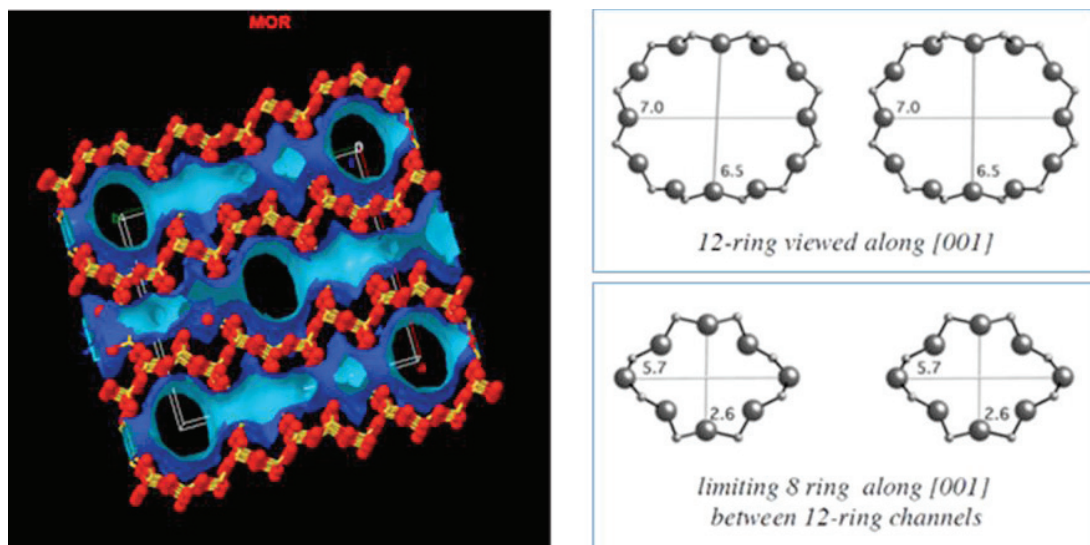 MOR
7.0
7.0
6.5
6.5
12-ring viewed along [001]
5.7
5.7
2.6
2.6
limiting 8 ring along [001]
between 12-ring channels